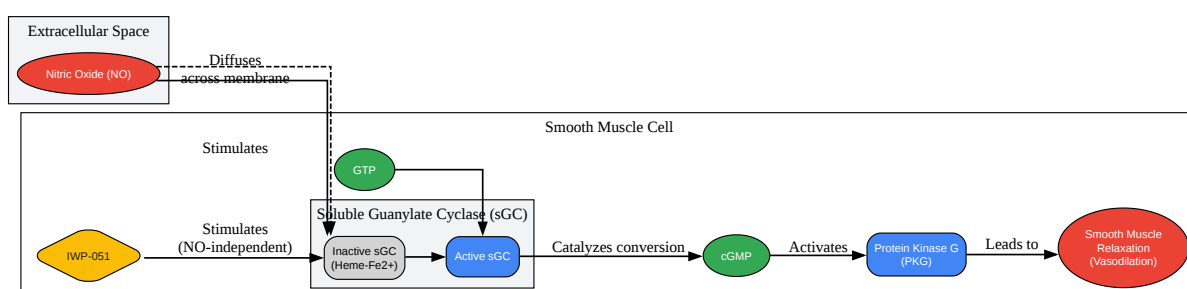 Extracellular Space
Nitric Oxide (NO)
Diffuses
across membrane
Smooth Muscle Cell
Stimulates
GTP
Soluble Guanylate Cyclase (sGC)
IWP-051
Stimulates
(NO-independent)
Inactive sGC
(Heme-Fe2+)
Active sGC
Catalyzes conversion
cGMP
Activates
Protein Kinase G
(PKG)
Leads to
Smooth Muscle
Relaxation
(Vasodilation)